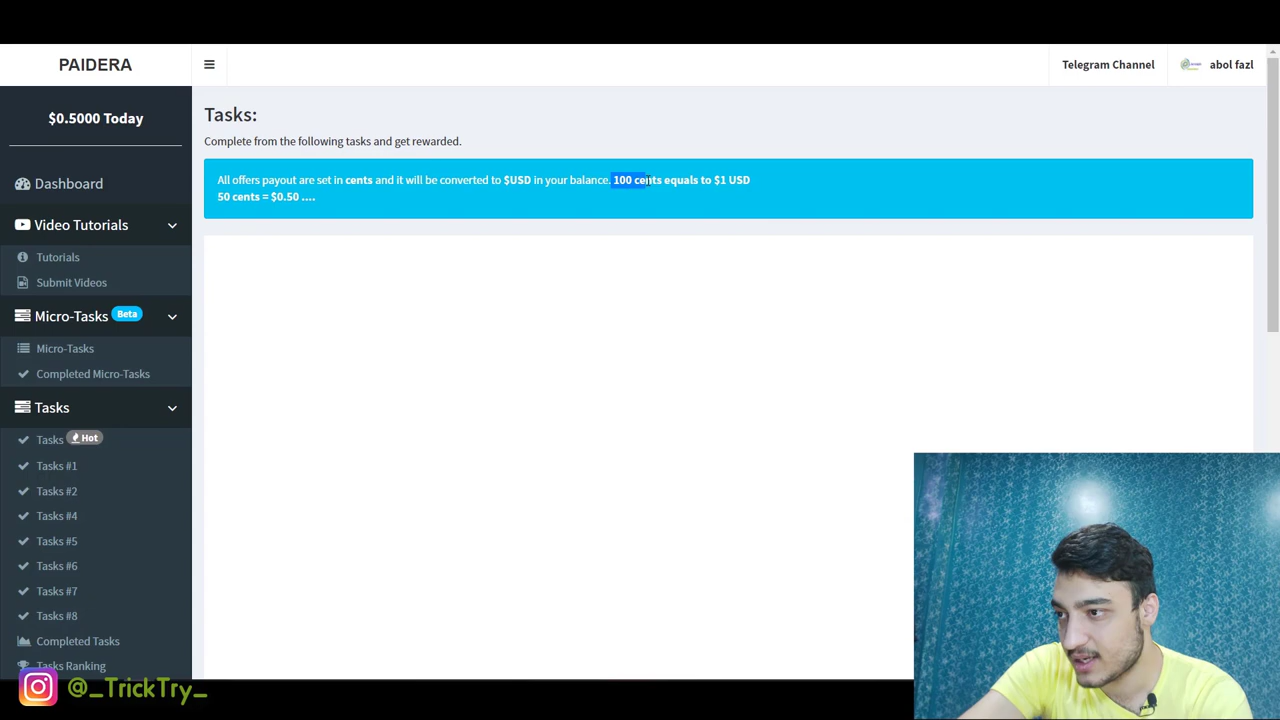 PAIDERA
Telegram Channel
abol fazl
$0.5000 Today
Dashboard
Video Tutorials
Tutorials
Submit Videos
Micro-Tasks Beta
Micro-Tasks
Completed Micro-Tasks
Tasks
Tasks Hot
Tasks #1
Tasks #2
Tasks #4
Tasks #5
Tasks #6
Tasks #7
Tasks #8
Completed Tasks
Tasks Ranking
Tasks:
Complete from the following tasks and get rewarded.
All offers payout are set in cents and it will be converted to $USD in your balance. 100 cents equals to $1 USD
50 cents = $0.50 ....
@_TrickTry_